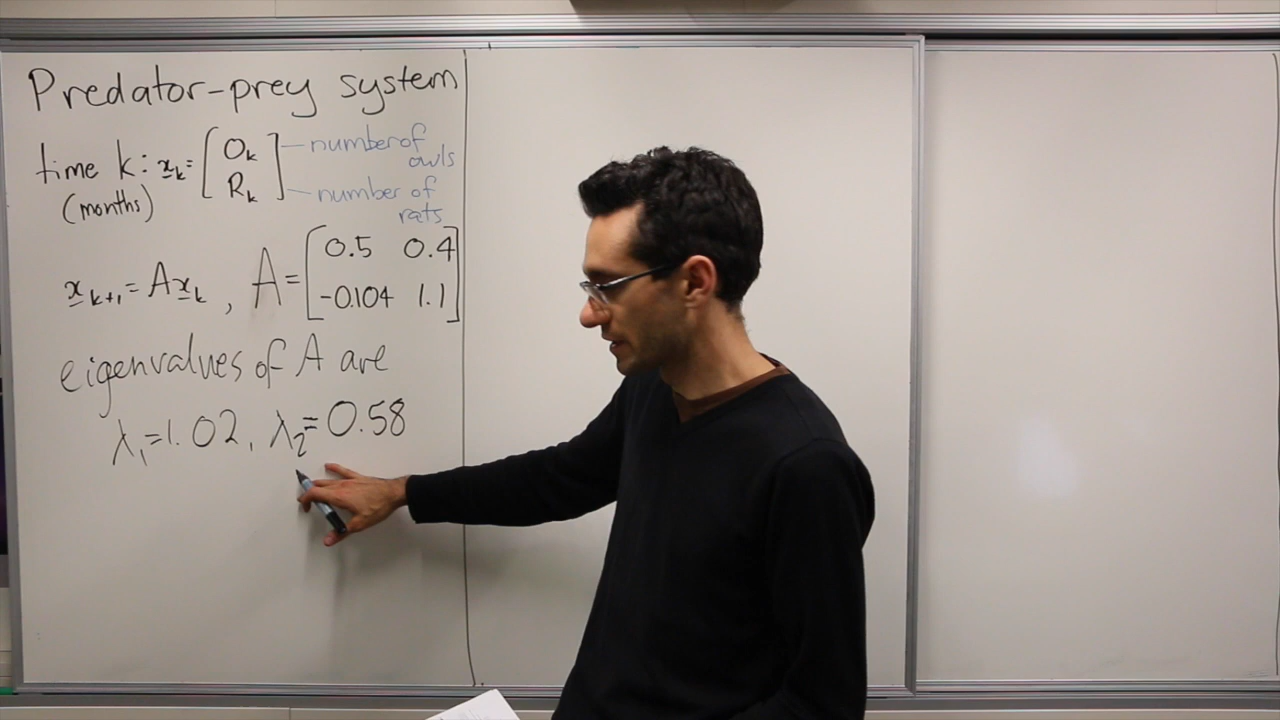 Predator-prey system
time k: x_k = [O_k — number of owls
(months) R_k] — number of rats
x_k+1 = Ax_k, A = [0.5 0.4
-0.104 1.1]
eigenvalues of A are
λ₁=1.02, λ₂=0.58